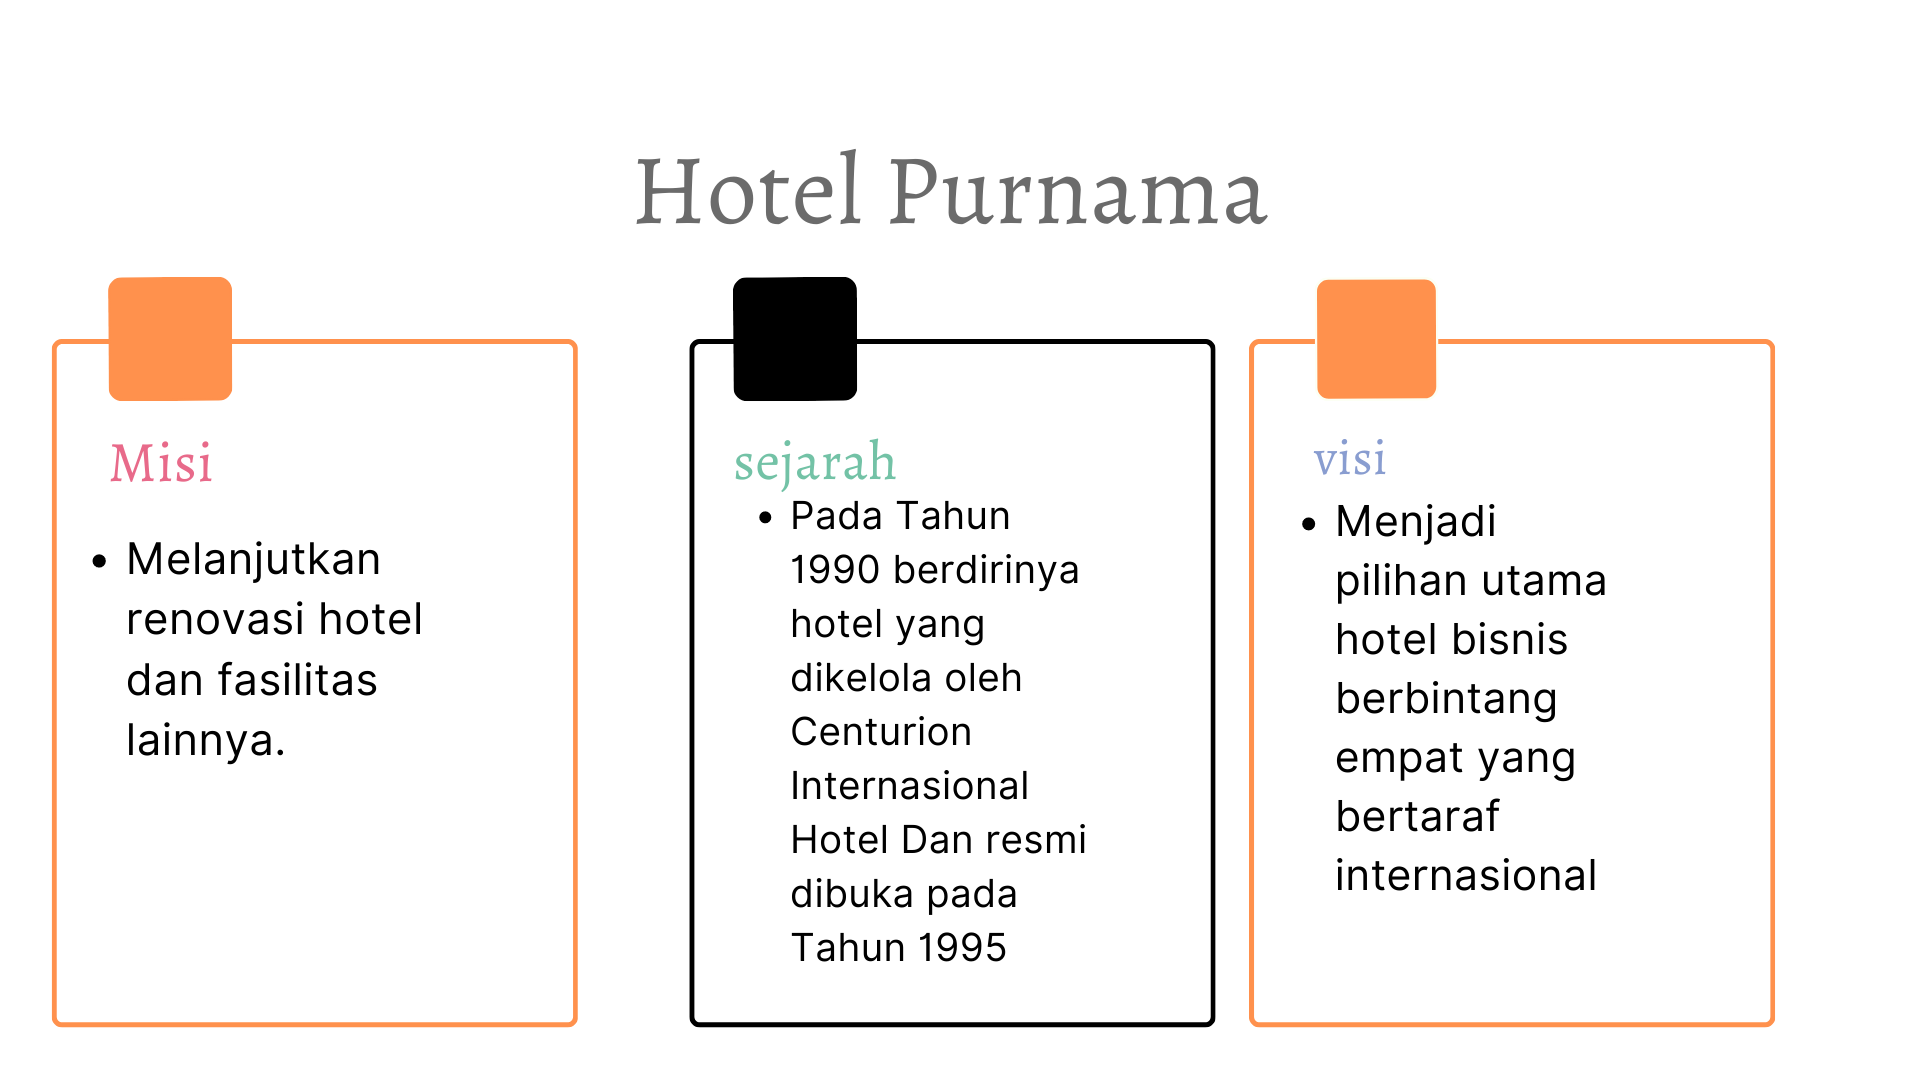 Hotel Purnama
Misi
• Melanjutkan
renovasi hotel
dan fasilitas
lainnya.
sejarah
• Pada Tahun
1990 berdirinya
hotel yang
dikelola oleh
Centurion
Internasional
Hotel Dan resmi
dibuka pada
Tahun 1995
visi
• Menjadi
pilihan utama
hotel bisnis
berbintang
empat yang
bertaraf
internasional